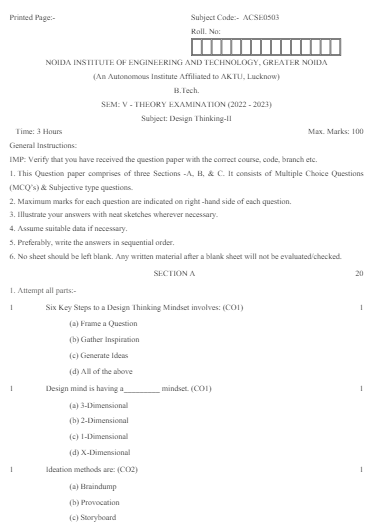 Printed Page:- Subject Code:- ACSE0503
Roll. No:
NOIDA INSTITUTE OF ENGINEERING AND TECHNOLOGY, GREATER NOIDA
(An Autonomous Institute Affiliated to AKTU, Lucknow)
B.Tech.
SEM: V - THEORY EXAMINATION (2022 - 2023)
Subject: Design Thinking-II
Time: 3 Hours Max. Marks: 100
General Instructions:
IMP: Verify that you have received the question paper with the correct course, code, branch etc.
1. This Question paper comprises of three Sections -A, B, & C. It consists of Multiple Choice Questions
(MCQ's) & Subjective type questions.
2. Maximum marks for each question are indicated on right -hand side of each question.
3. Illustrate your answers with neat sketches wherever necessary.
4. Assume suitable data if necessary.
5. Preferably, write the answers in sequential order.
6. No sheet should be left blank. Any written material after a blank sheet will not be evaluated/checked.
SECTION A 20
1. Attempt all parts:-
1 Six Key Steps to a Design Thinking Mindset involves: (CO1) 1
(a) Frame a Question
(b) Gather Inspiration
(c) Generate Ideas
(d) All of the above
1 Design mind is having a_________ mindset. (CO1) 1
(a) 3-Dimensional
(b) 2-Dimensional
(c) 1-Dimensional
(d) X-Dimensional
1 Ideation methods are: (CO2) 1
(a) Braindump
(b) Provocation
(c) Storyboard